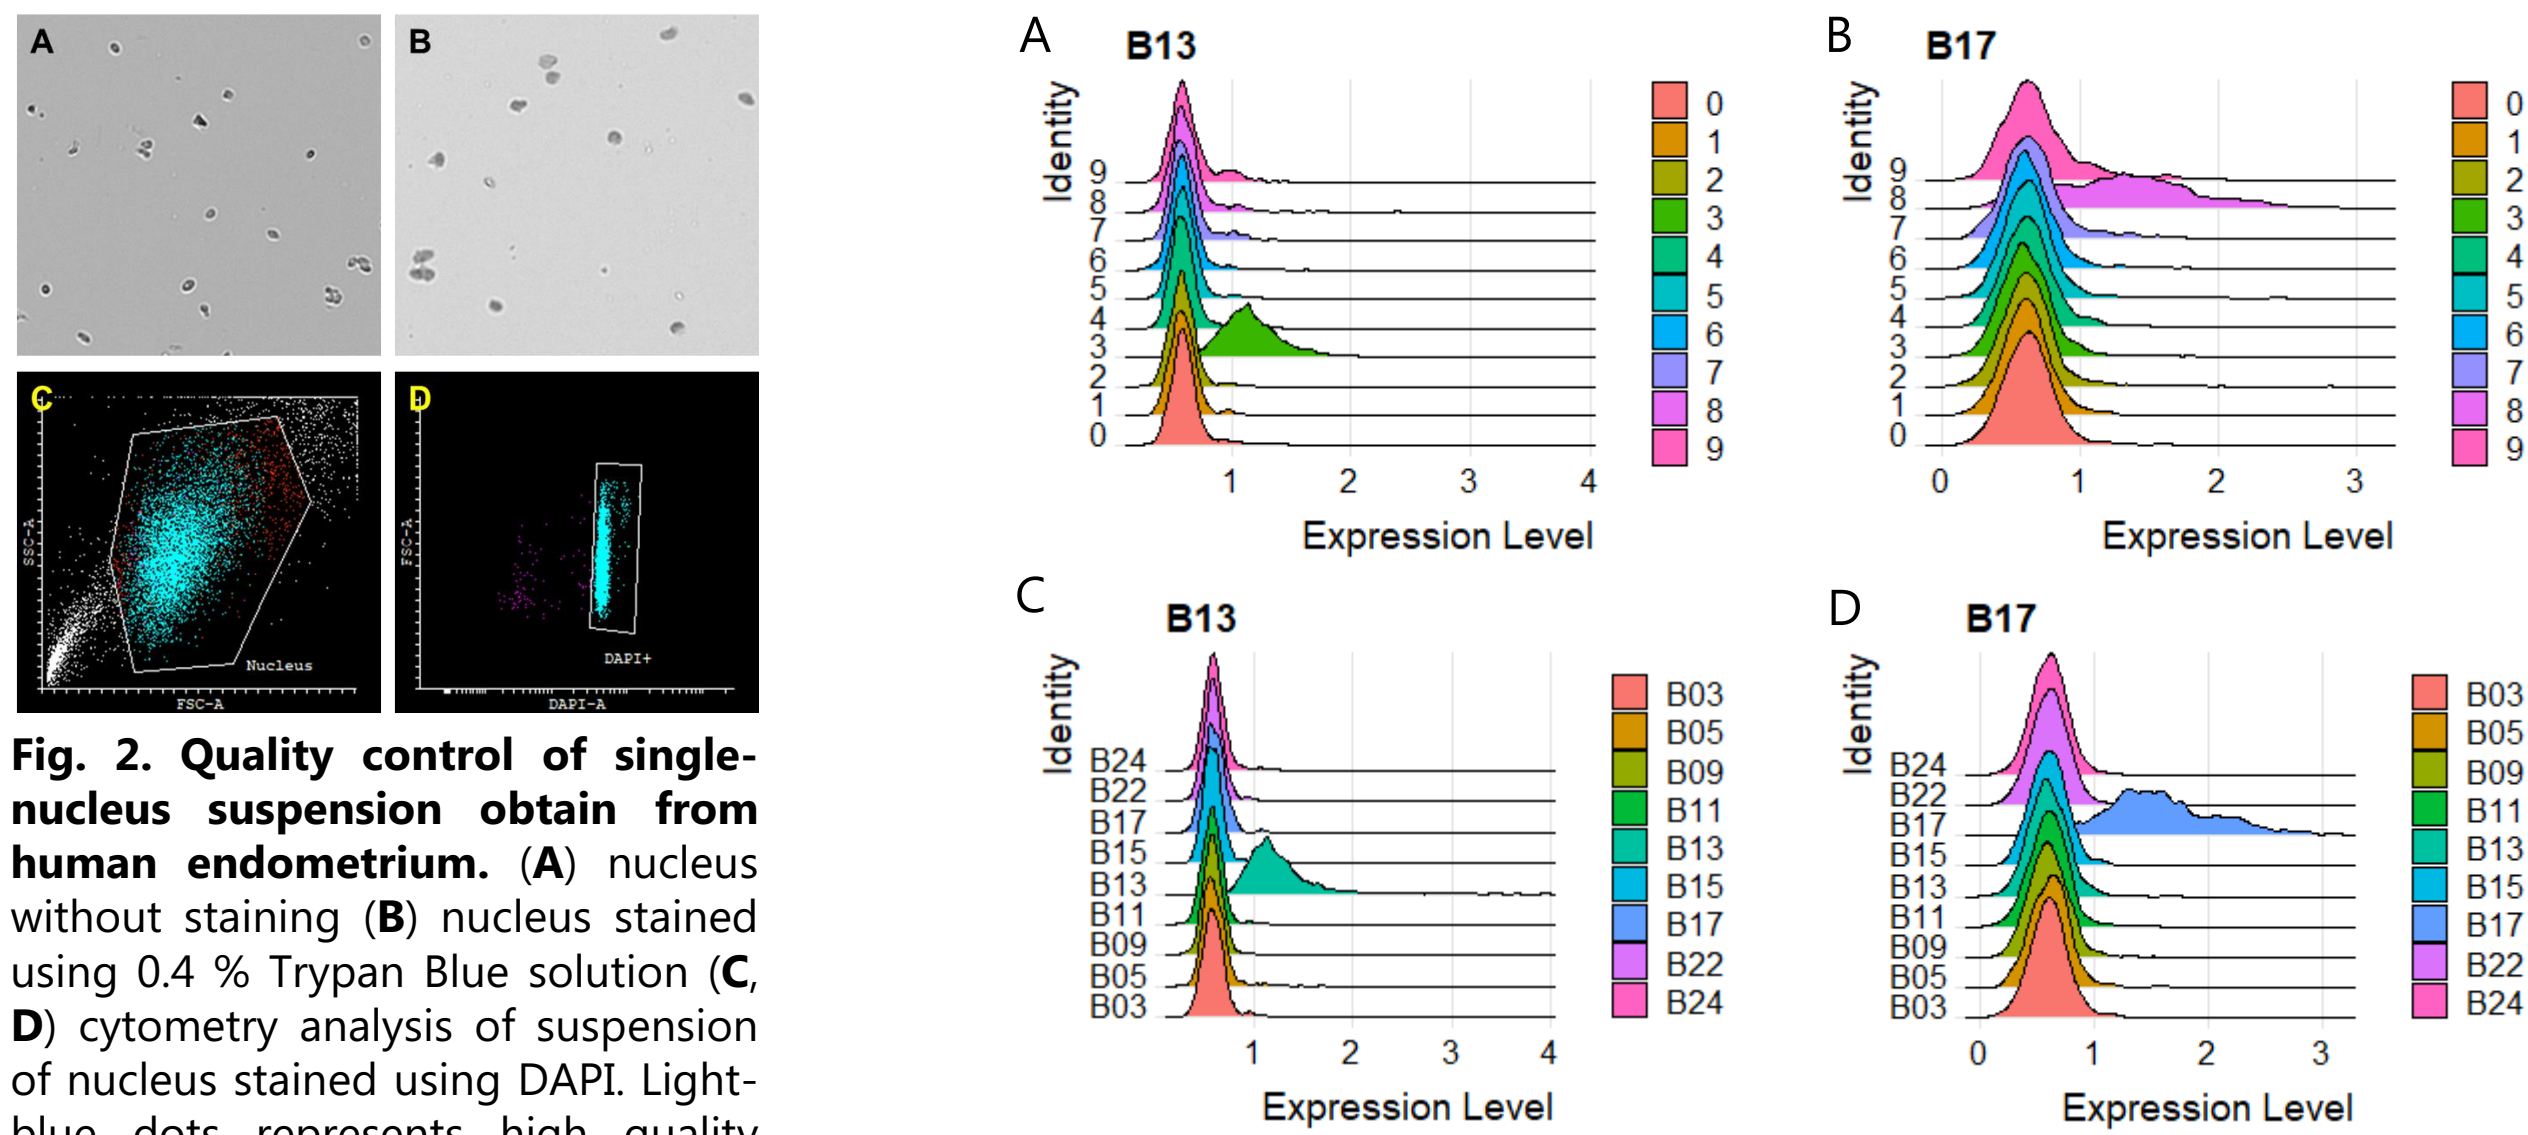 A
B
C
SSC-A
Nucleus
FSC-A
D
FSC-A
DAPI+
DAPI-A
Fig. 2. Quality control of single-
nucleus suspension obtain from
human endometrium. (A) nucleus
without staining (B) nucleus stained
using 0.4 % Trypan Blue solution (C,
D) cytometry analysis of suspension
of nucleus stained using DAPI. Light-
blue dots represents high quality
A
B13
Identity
9
8
7
6
5
4
3
2
1
0
1 2 3 4
Expression Level
0
1
2
3
4
5
6
7
8
9
B
B17
Identity
9
8
7
6
5
4
3
2
1
0
0 1 2 3
Expression Level
0
1
2
3
4
5
6
7
8
9
C
B13
Identity
B24
B22
B17
B15
B13
B11
B09
B05
B03
1 2 3 4
Expression Level
B03
B05
B09
B11
B13
B15
B17
B22
B24
D
B17
Identity
B24
B22
B17
B15
B13
B11
B09
B05
B03
0 1 2 3
Expression Level
B03
B05
B09
B11
B13
B15
B17
B22
B24